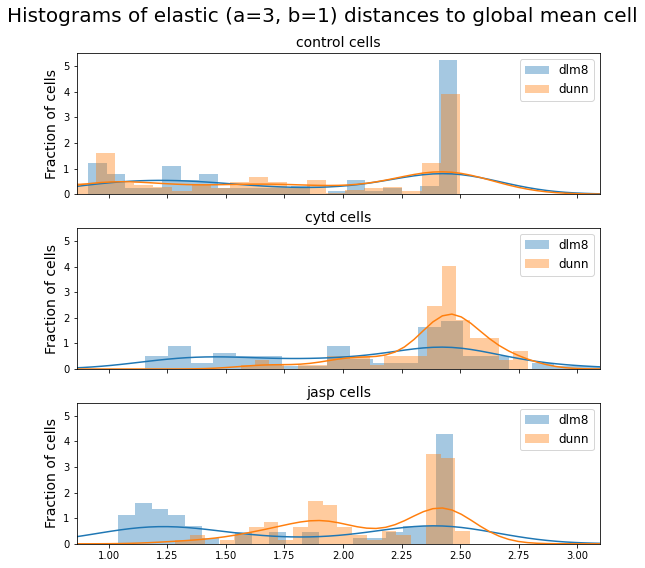 Histograms of elastic (a=3, b=1) distances to global mean cell
control cells
Fraction of cells
5
4
3
2
1
0
dlm8
dunn
cytd cells
Fraction of cells
5
4
3
2
1
0
dlm8
dunn
jasp cells
Fraction of cells
5
4
3
2
1
0
dlm8
dunn
1.00 1.25 1.50 1.75 2.00 2.25 2.50 2.75 3.00